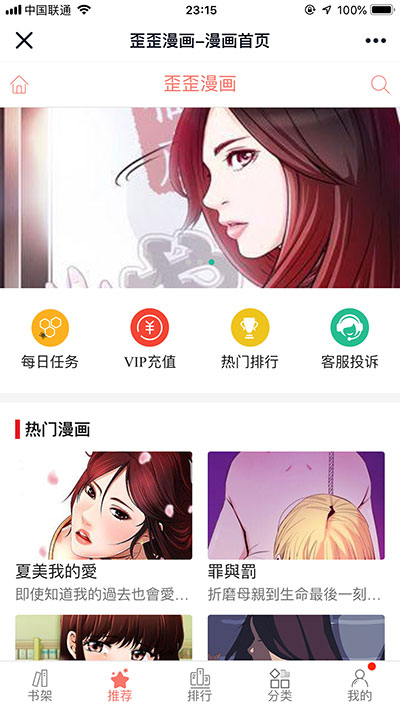 中国联通 23:15 100%
歪歪漫画-漫画首页
歪歪漫画
每日任务 VIP充值 热门排行 客服投诉
热门漫画
夏美我的愛 罪與罰
即使知道我的過去也會愛… 折磨母親到生命最後一刻…
书架 推荐 排行 分类 我的